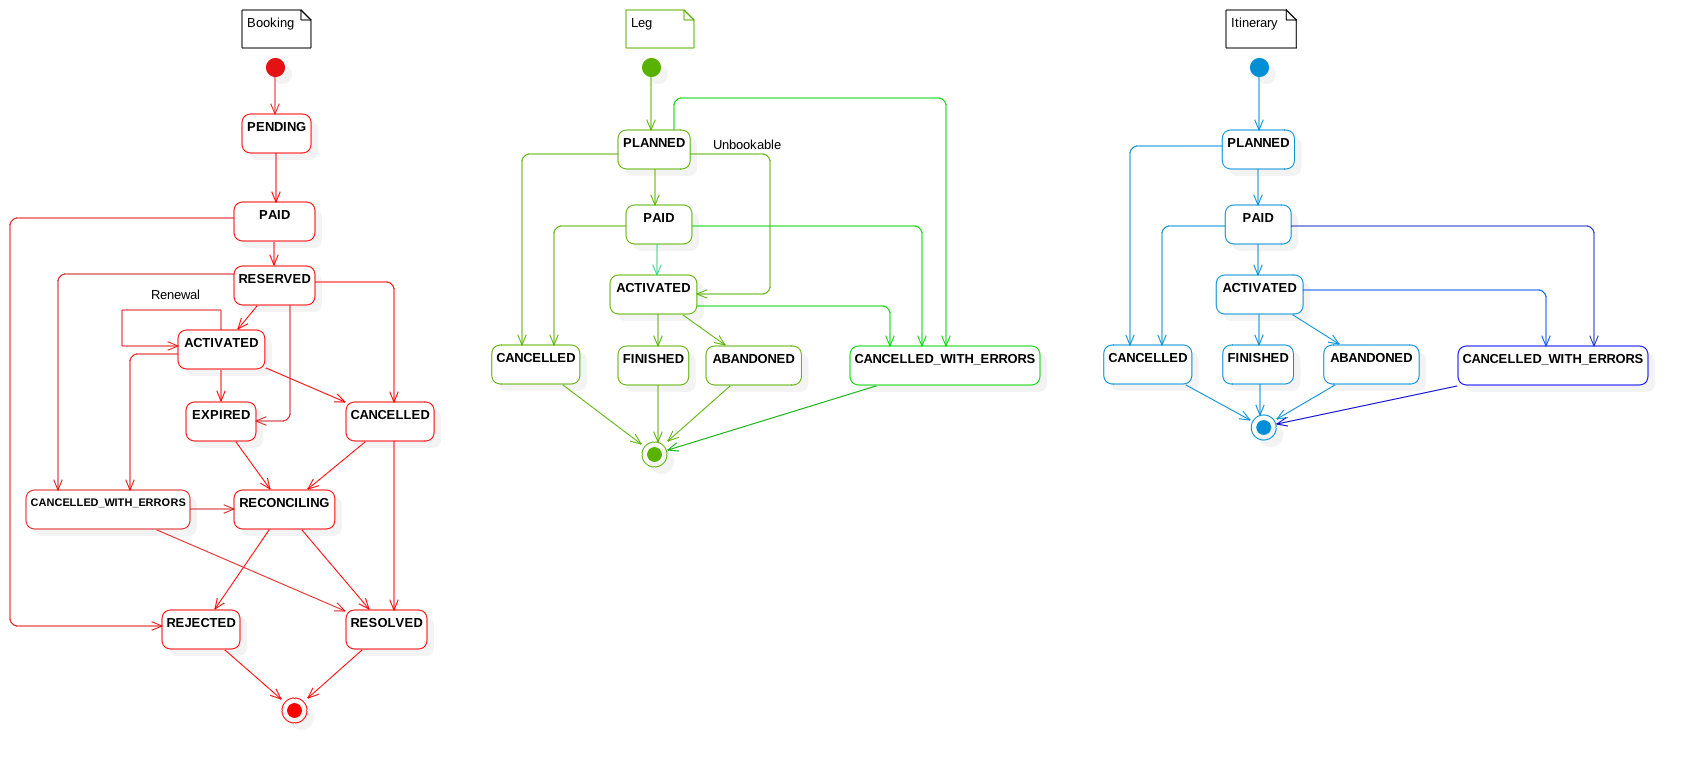 Booking
PENDING
PAID
RESERVED
Renewal
ACTIVATED
EXPIRED
CANCELLED
CANCELLED_WITH_ERRORS
RECONCILING
REJECTED
RESOLVED
Leg
PLANNED
Unbookable
PAID
ACTIVATED
CANCELLED
FINISHED
ABANDONED
CANCELLED_WITH_ERRORS
Itinerary
PLANNED
PAID
ACTIVATED
CANCELLED
FINISHED
ABANDONED
CANCELLED_WITH_ERRORS